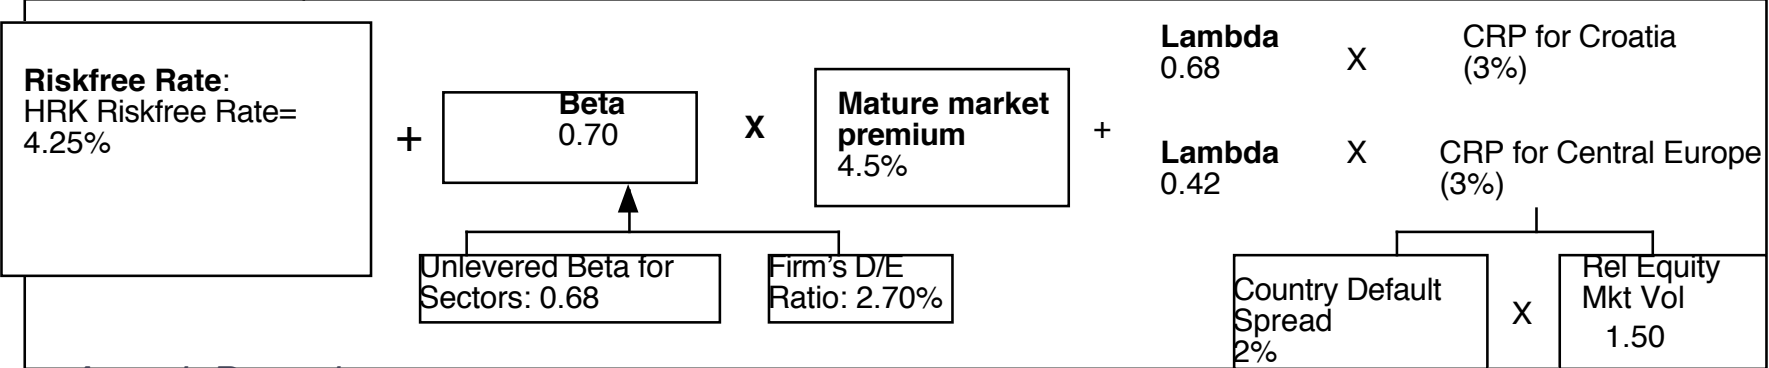 Riskfree Rate:
HRK Riskfree Rate=
4.25%
+
Beta
0.70
X
Mature market
premium
4.5%
+
Lambda
0.68
X
CRP for Croatia
(3%)
Lambda
0.42
X
CRP for Central Europe
(3%)
Unlevered Beta for
Sectors: 0.68
Firm's D/E
Ratio: 2.70%
Country Default
Spread
2%
X
Rel Equity
Mkt Vol
1.50